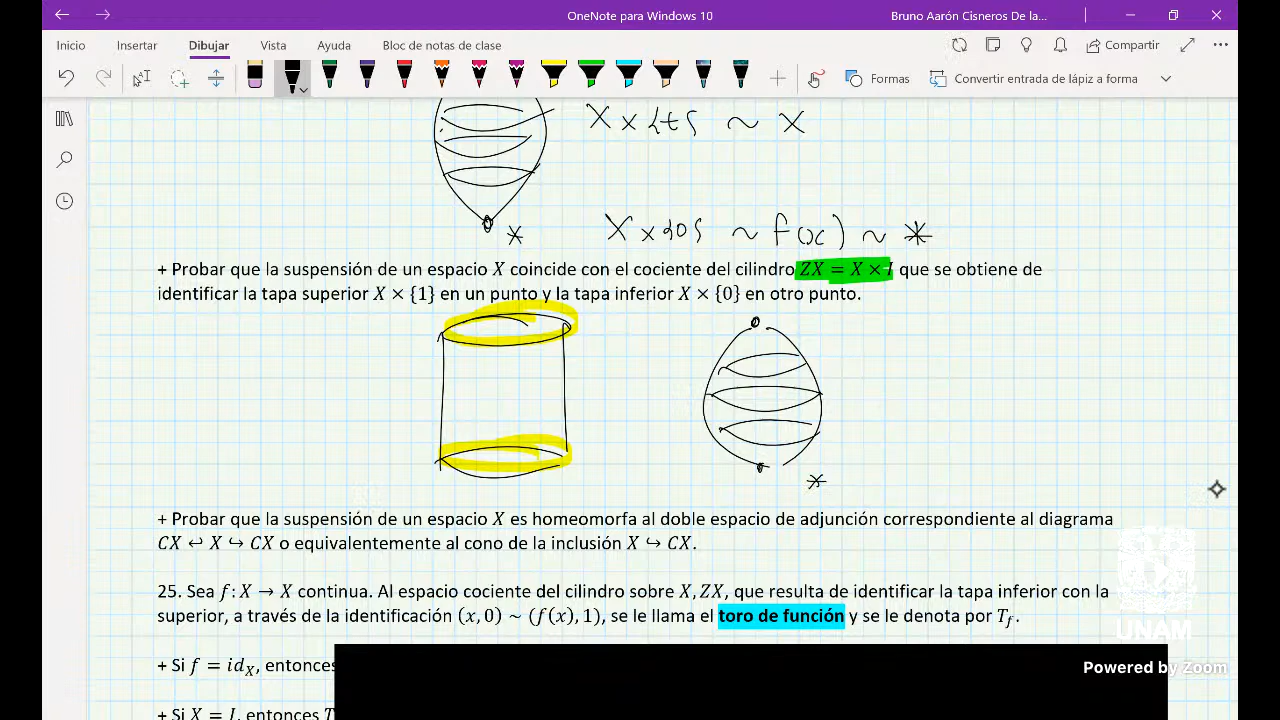 OneNote para Windows 10
Bruno Aarón Cisneros De la...
Inicio Insertar Dibujar Vista Ayuda Bloc de notas de clase
Compartir
Formas
Convertir entrada de lápiz a forma
X x {1} ~ X
*
X x {0} ~ f(x) ~ *
+ Probar que la suspensión de un espacio X coincide con el cociente del cilindro ZX = X × I que se obtiene de
identificar la tapa superior X × {1} en un punto y la tapa inferior X × {0} en otro punto.
*
+ Probar que la suspensión de un espacio X es homeomorfa al doble espacio de adjunción correspondiente al diagrama
CX ↩ X ↪ CX o equivalentemente al cono de la inclusión X ↪ CX.
25. Sea f: X → X continua. Al espacio cociente del cilindro sobre X, ZX, que resulta de identificar la tapa inferior con la
superior, a través de la identificación (x, 0) ~ (f(x), 1), se le llama el toro de función y se le denota por T_f.
UNAM
+ Si f = id_X, entonces
Powered by Zoom
+ Si X = I, entonces T